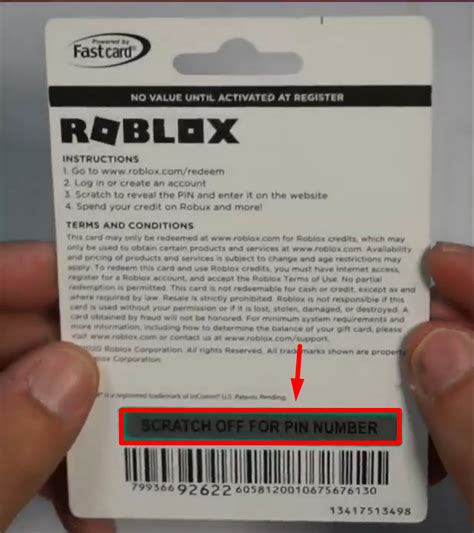 Powered by
Fastcard®
NO VALUE UNTIL ACTIVATED AT REGISTER
ROBLOX
INSTRUCTIONS
1. Go to www.roblox.com/redeem
2. Log in or create an account
3. Scratch to reveal the PIN and enter it on the website
4. Spend your credit on Robux and more!
TERMS AND CONDITIONS
This card may only be redeemed at www.roblox.com for Roblox credits, which may
only be used to obtain certain products and services at www.roblox.com. Availability
and pricing of products and services is subject to change and age restrictions may
apply. To redeem this card and use Roblox credits, you must have Internet access,
register for a Roblox account, and accept the Roblox Terms of Use. No partial
redemption is permitted. This card is not redeemable for cash or credit, except as and
where required by law. Resale is strictly prohibited. Roblox is not responsible if this
card is used without your permission or if it is lost, stolen, damaged, or destroyed. A
card obtained by fraud will not be honored. For minimum system requirements and
more information, including how to determine the balance of your gift card, please
visit www.roblox.com or contact us at www.roblox.com/support.
Roblox Corporation. All rights Reserved. All trademarks shown are property
Roblox Corporation.
® is a registered trademark of InComm® U.S. Patents Pending.
SCRATCH OFF FOR PIN NUMBER
799366 92622 6058120010675676130
13417513498